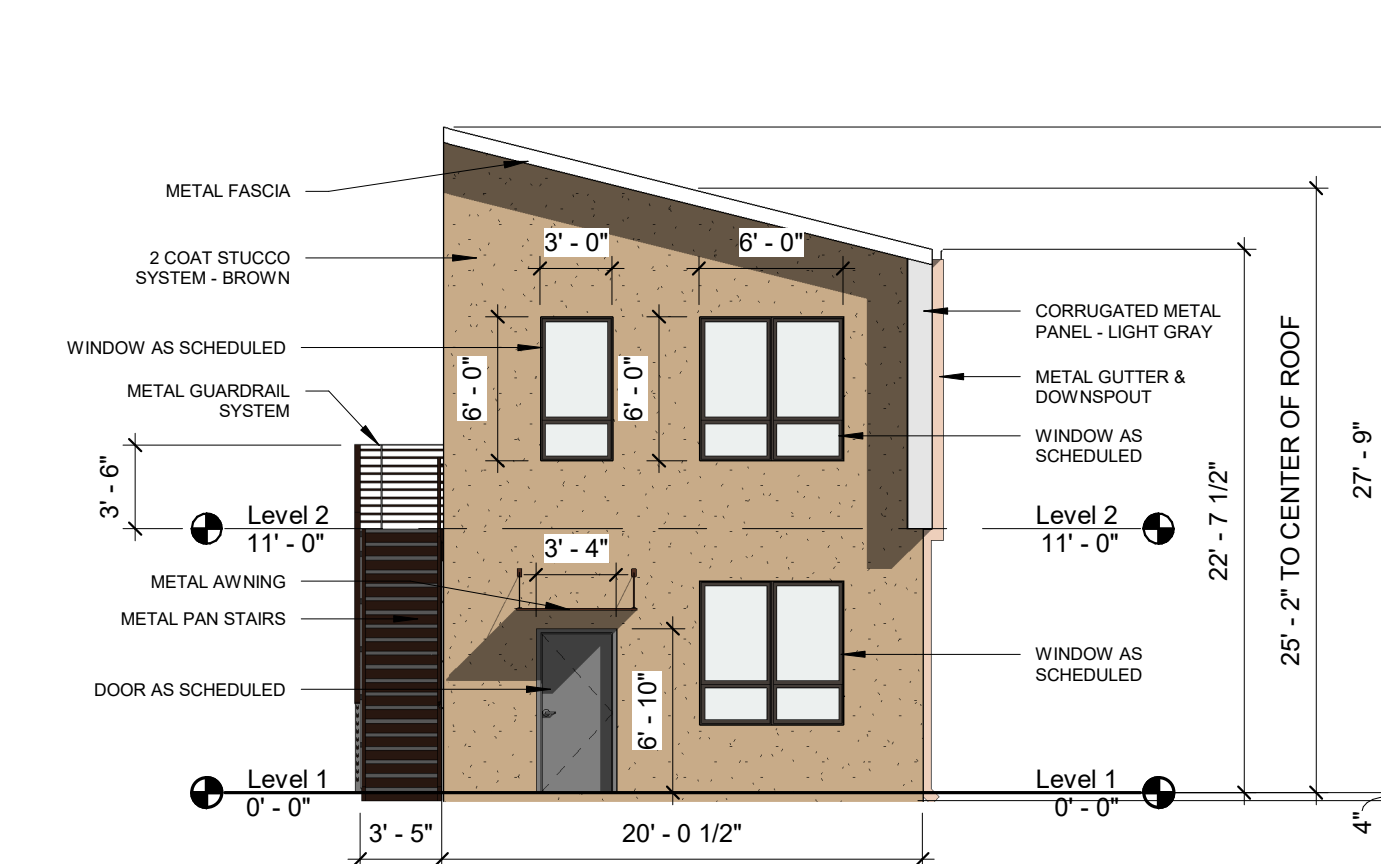 METAL FASCIA
2 COAT STUCCO
SYSTEM - BROWN
WINDOW AS SCHEDULED
METAL GUARDRAIL
SYSTEM
3' - 6"
Level 2
11' - 0"
METAL AWNING
METAL PAN STAIRS
DOOR AS SCHEDULED
Level 1
0' - 0"
3' - 0"
6' - 0"
6' - 0"
6' - 0"
3' - 4"
6' - 10"
CORRUGATED METAL
PANEL - LIGHT GRAY
METAL GUTTER &
DOWNSPOUT
WINDOW AS
SCHEDULED
Level 2
11' - 0"
WINDOW AS
SCHEDULED
Level 1
0' - 0"
22' - 7 1/2"
25' - 2" TO CENTER OF ROOF
27' - 9"
4"
3' - 5"
20' - 0 1/2"